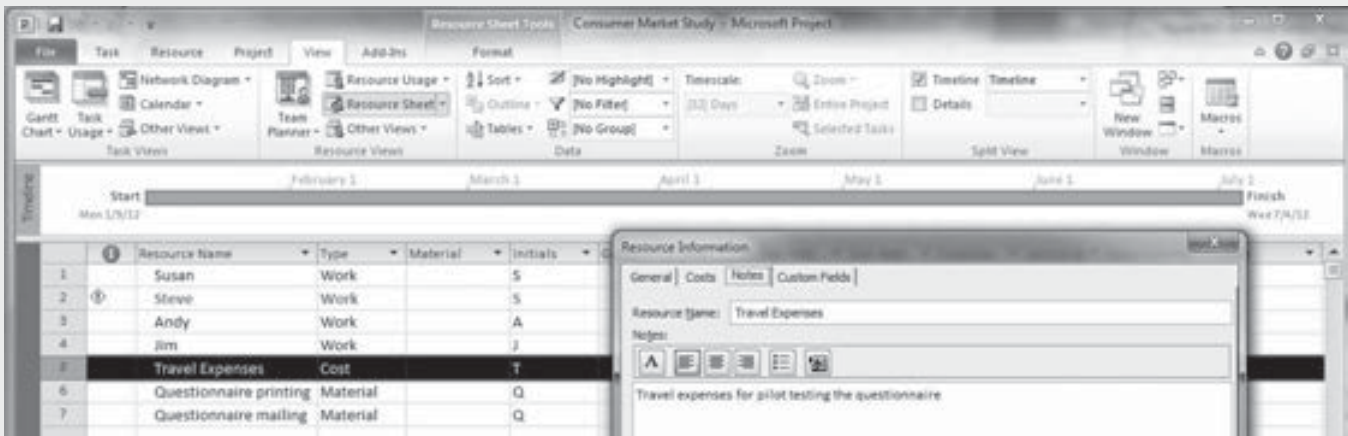 Resource Sheet Tools Consumer Market Study - Microsoft Project
File Task Resource Project View Add-Ins Format
Gantt Chart
Task Usage
Network Diagram
Calendar
Other Views
Task Views
Team Planner
Resource Usage
Resource Sheet
Other Views
Resource Views
Sort
Outline
Tables
[No Highlight]
[No Filter]
[No Group]
Data
Timescale:
Days
Zoom
Entire Project
Selected Tasks
Zoom
Timeline Timeline
Details
Split View
New Window
Window
Macros
Macros
Timeline
February 1 March 1 April 1 May 1 June 1 July 1
Start
Mon 1/9/12
Finish
Wed 7/4/12
Resource Name Type Material Initials
1 Susan Work S
2 Steve Work S
3 Andy Work A
4 Jim Work J
5 Travel Expenses Cost T
6 Questionnaire printing Material Q
7 Questionnaire mailing Material Q
Resource Information
General Costs Notes Custom Fields
Resource Name: Travel Expenses
Notes:
A
Travel expenses for pilot testing the questionnaire